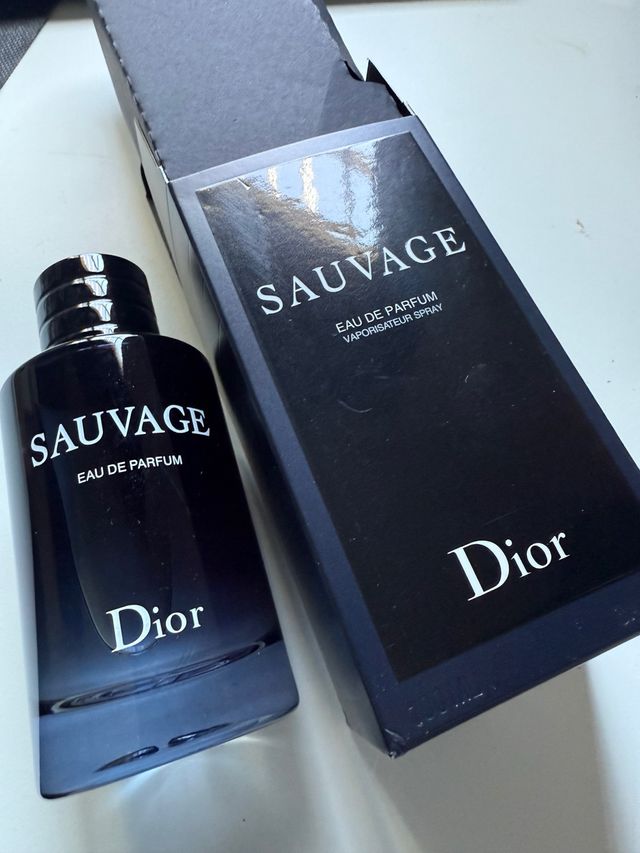 SAUVAGE
EAU DE PARFUM
Dior
SAUVAGE
EAU DE PARFUM
VAPORISATEUR SPRAY
Dior